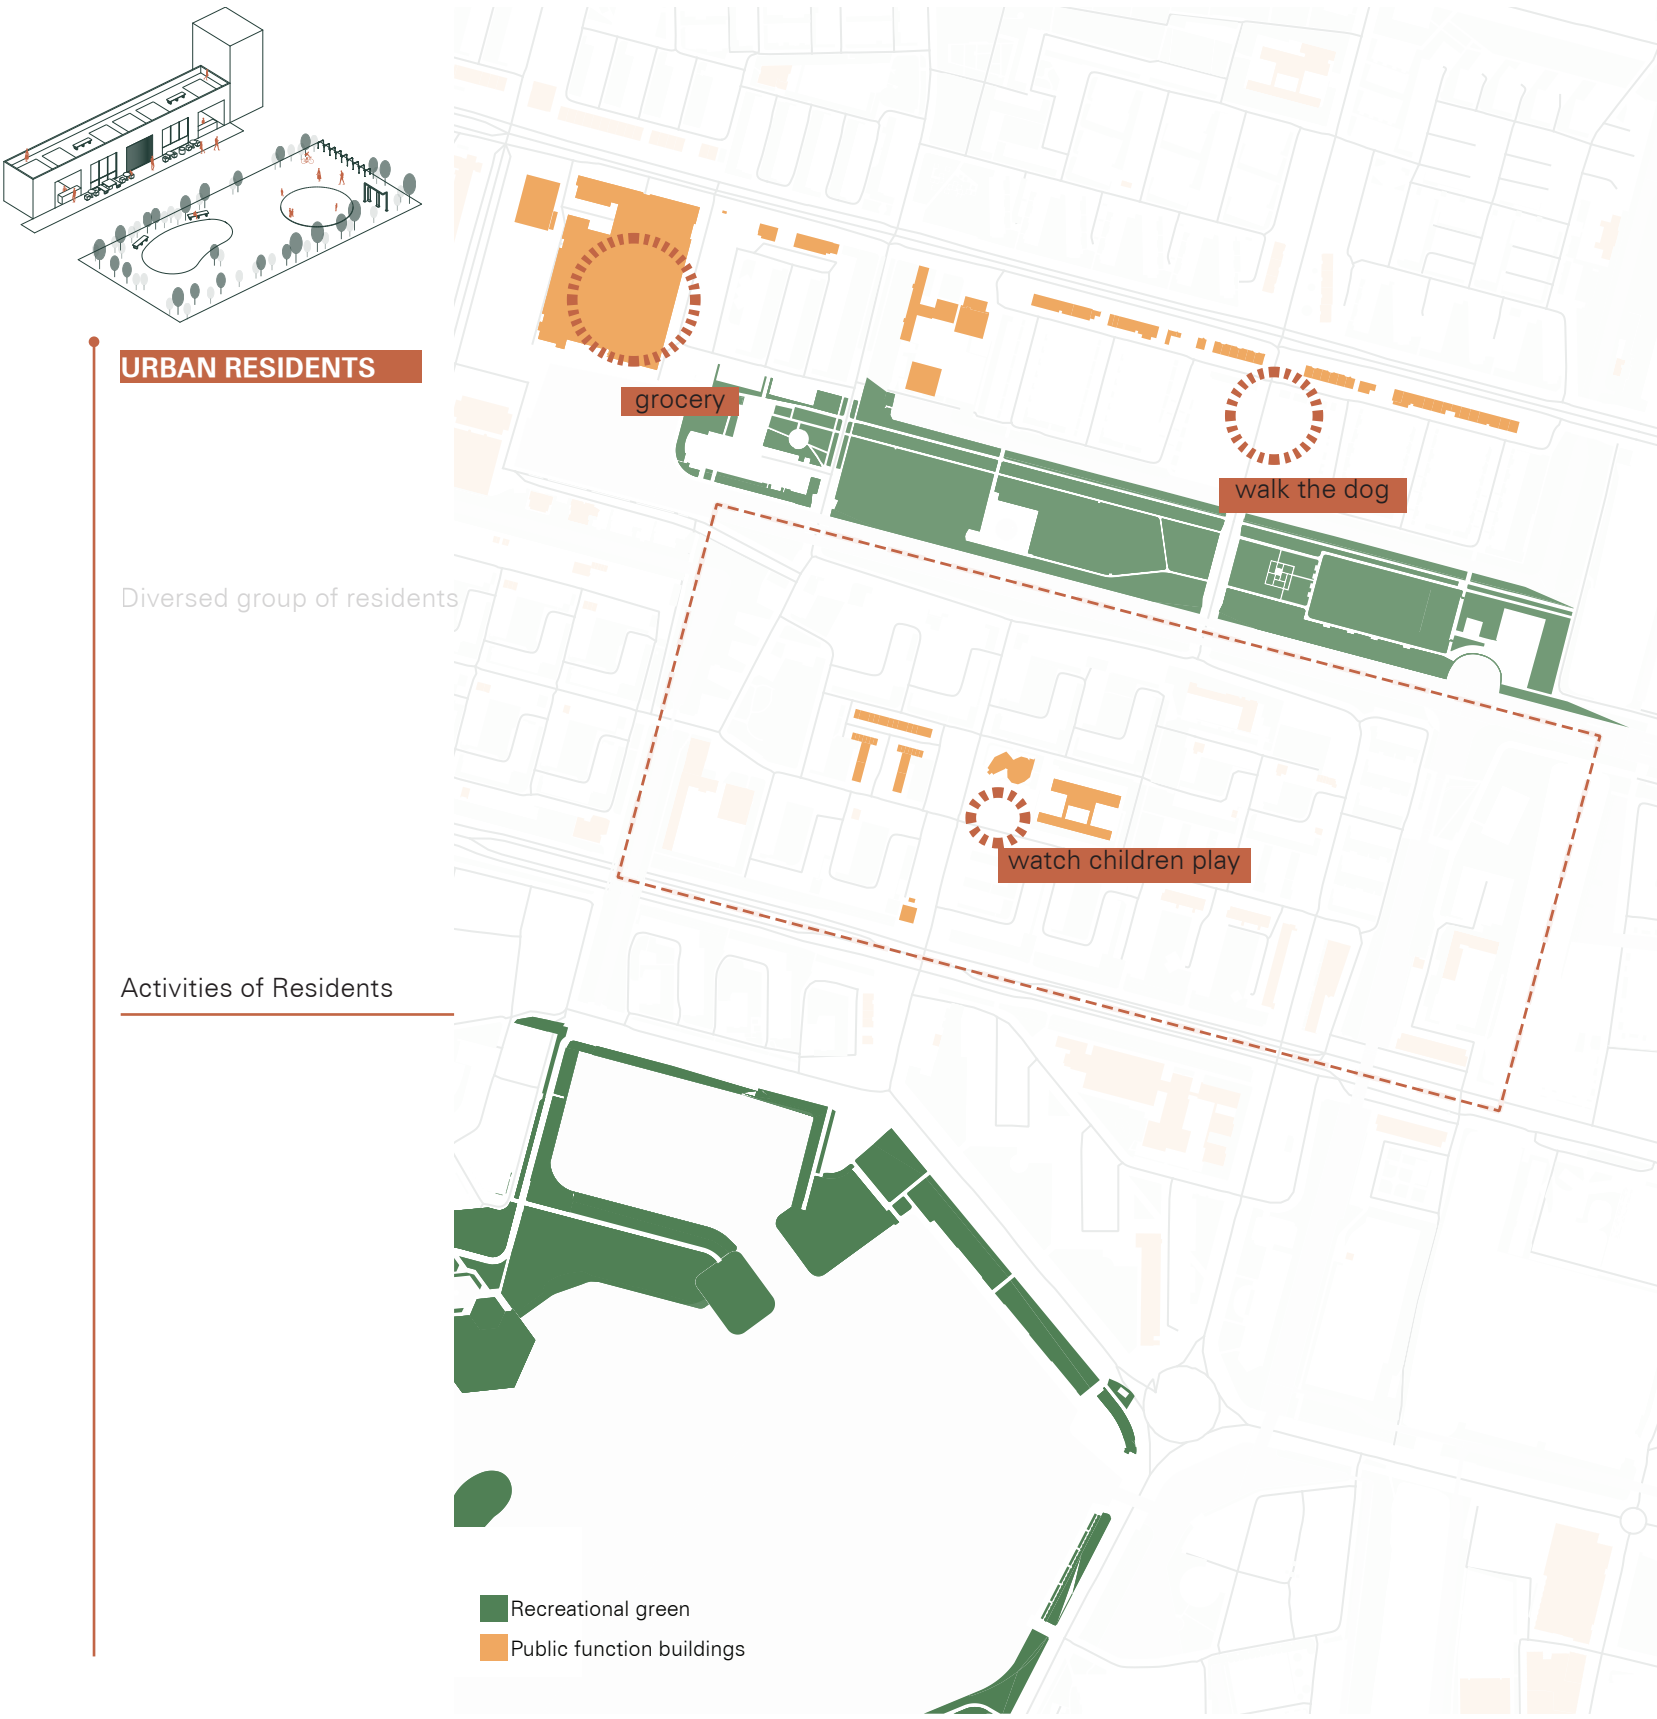 URBAN RESIDENTS
grocery
walk the dog
Diversed group of residents
watch children play
Activities of Residents
Recreational green
Public function buildings